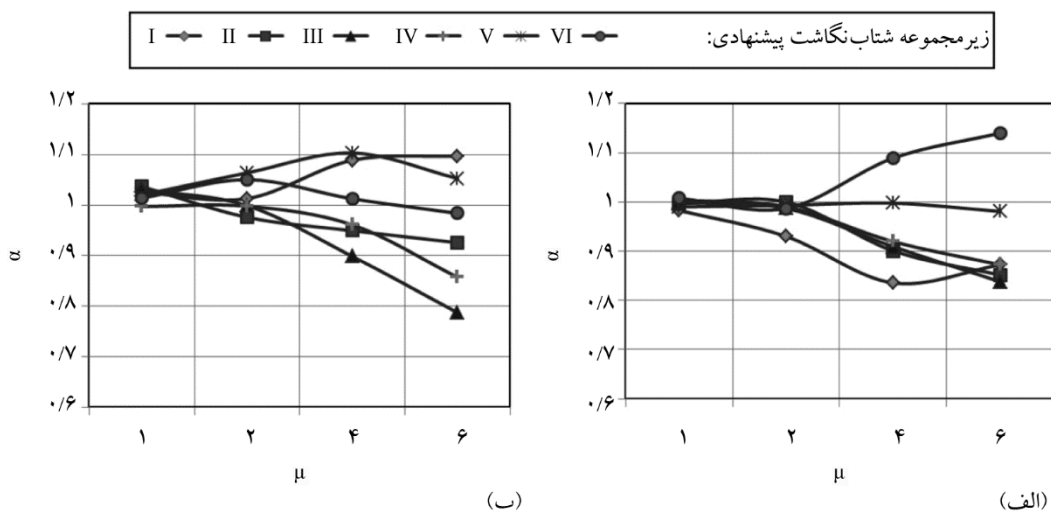 زیرمجموعه شتاب‌نگاشت پیشنهادی:
I II III IV V VI
۱/۲
۱/۱
۱
۰/۹
۰/۸
۰/۷
۰/۶
α
۱ ۲ ۴ ۶
μ
(الف)
۱/۲
۱/۱
۱
۰/۹
۰/۸
۰/۷
۰/۶
α
۱ ۲ ۴ ۶
μ
(ب)